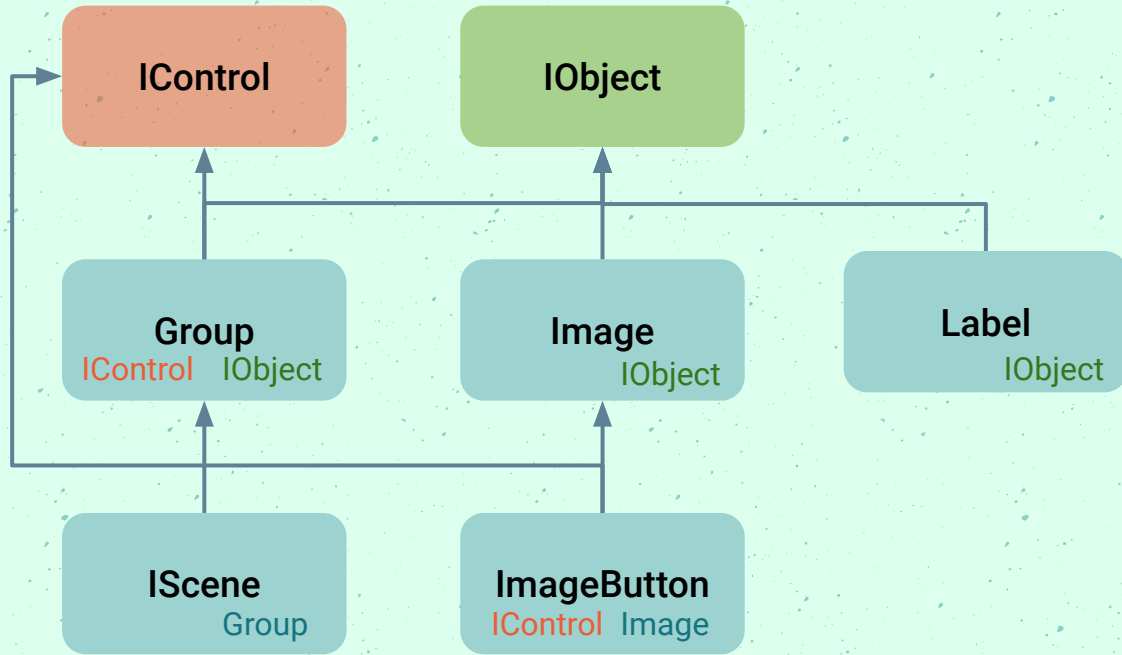 IControl
IObject
Group
IControl IObject
Image
IObject
Label
IObject
IScene
Group
ImageButton
IControl Image